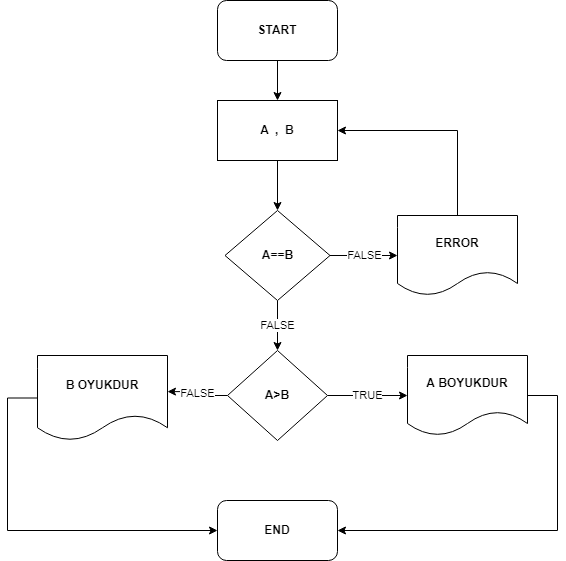 START
A , B
A==B
FALSE
ERROR
FALSE
B OYUKDUR
FALSE
A>B
TRUE
A BOYUKDUR
END